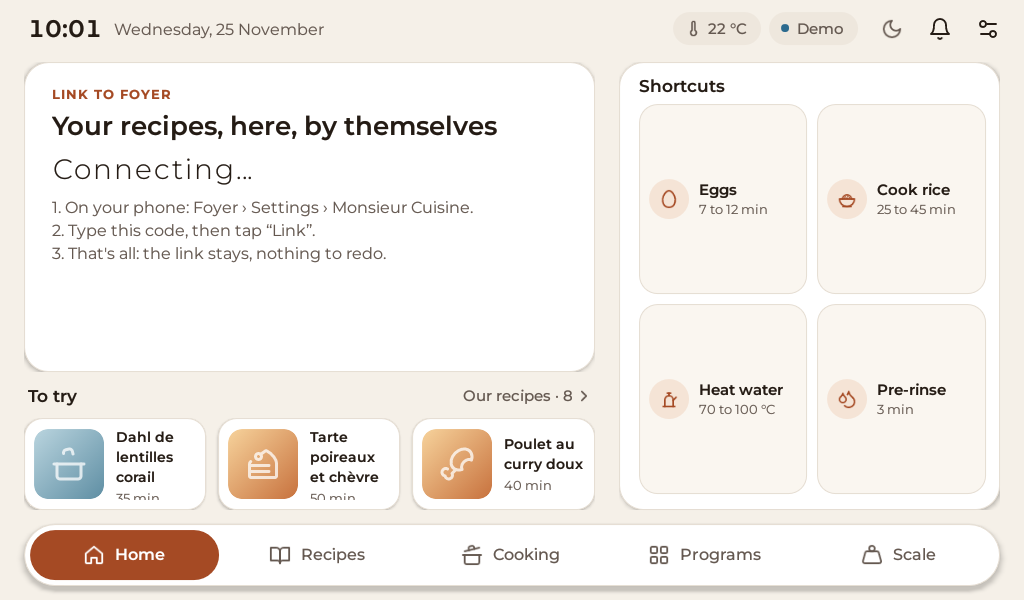 10:01 Wednesday, 25 November
22 °C
Demo
LINK TO FOYER
Your recipes, here, by themselves
Connecting...
1. On your phone: Foyer › Settings › Monsieur Cuisine.
2. Type this code, then tap “Link”.
3. That's all: the link stays, nothing to redo.
To try
Our recipes · 8
Dahl de
lentilles
corail
35 min
Tarte
poireaux
et chèvre
50 min
Poulet au
curry doux
40 min
Shortcuts
Eggs
7 to 12 min
Cook rice
25 to 45 min
Heat water
70 to 100 °C
Pre-rinse
3 min
Home
Recipes
Cooking
Programs
Scale